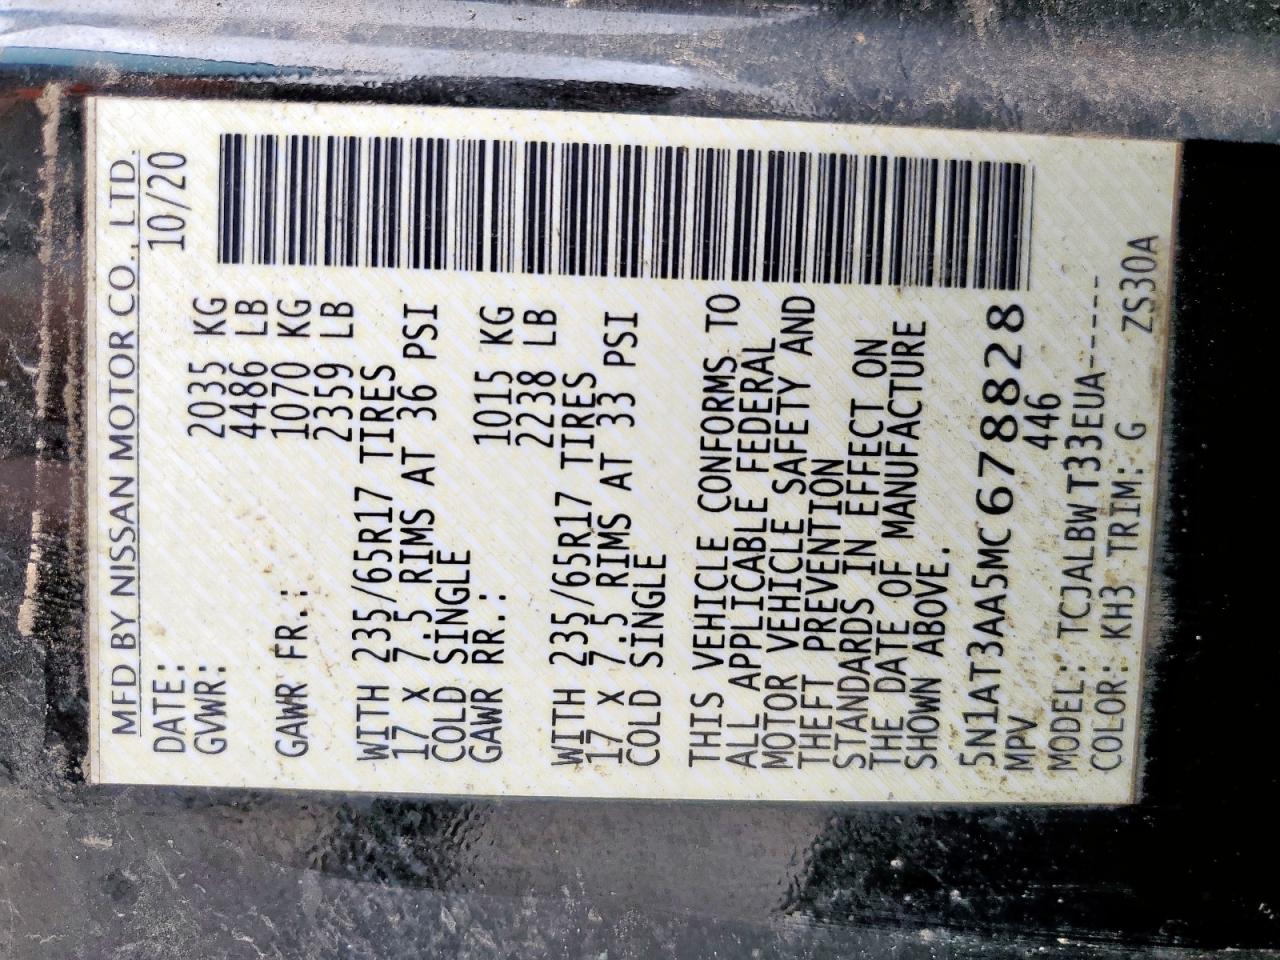 MFD BY NISSAN MOTOR CO., LTD.
DATE: 10/20
GVWR: 2035 KG
4486 LB
GAWR FR.: 1070 KG
2359 LB
WITH 235/65R17 TIRES
17 X 7.5 RIMS AT 36 PSI
COLD SINGLE
GAWR RR.: 1015 KG
2238 LB
WITH 235/65R17 TIRES
17 X 7.5 RIMS AT 33 PSI
COLD SINGLE
THIS VEHICLE CONFORMS TO
ALL APPLICABLE FEDERAL
MOTOR VEHICLE SAFETY AND
THEFT PREVENTION
STANDARDS IN EFFECT ON
THE DATE OF MANUFACTURE
SHOWN ABOVE.
5N1AT3AA5MC678828
MPV 446
MODEL: TCJALBWT33EUA-----
COLOR: KH3 TRIM: G ZS30A